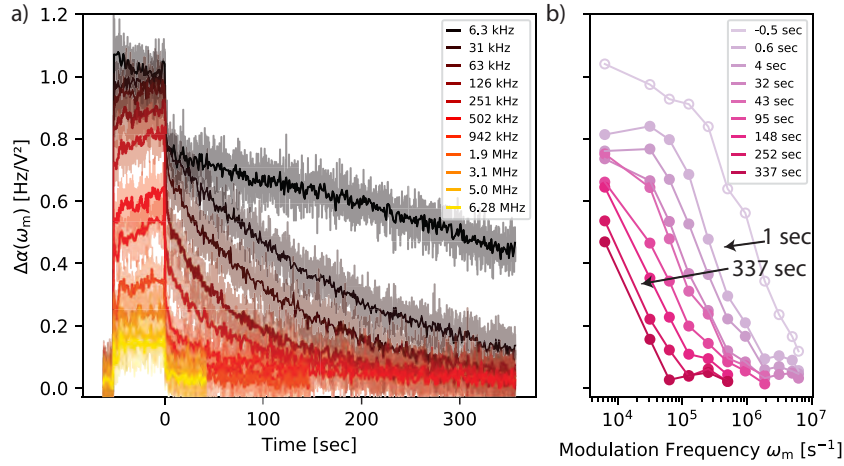 a)
1.2
1.0
0.8
0.6
0.4
0.2
0.0
Δα(ωm) [Hz/V²]
0
100
200
300
Time [sec]
6.3 kHz
31 kHz
63 kHz
126 kHz
251 kHz
502 kHz
942 kHz
1.9 MHz
3.1 MHz
5.0 MHz
6.28 MHz
b)
-0.5 sec
0.6 sec
4 sec
32 sec
43 sec
95 sec
148 sec
252 sec
337 sec
1 sec
337 sec
10⁴
10⁵
10⁶
10⁷
Modulation Frequency ωm [s⁻¹]